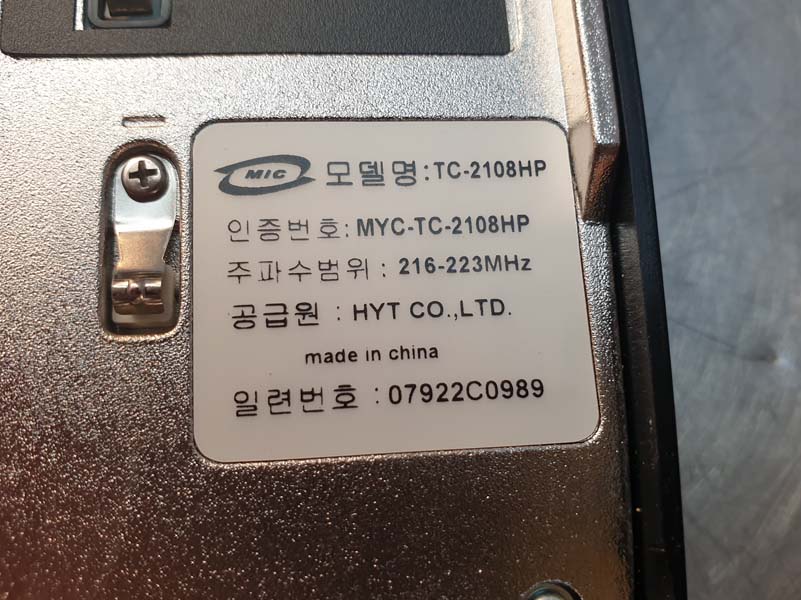 MIC 모델명:TC-2108HP
인증번호: MYC-TC-2108HP
주파수범위 : 216-223MHz
공급원 : HYT CO.,LTD.
made in china
일련번호 : 07922C0989